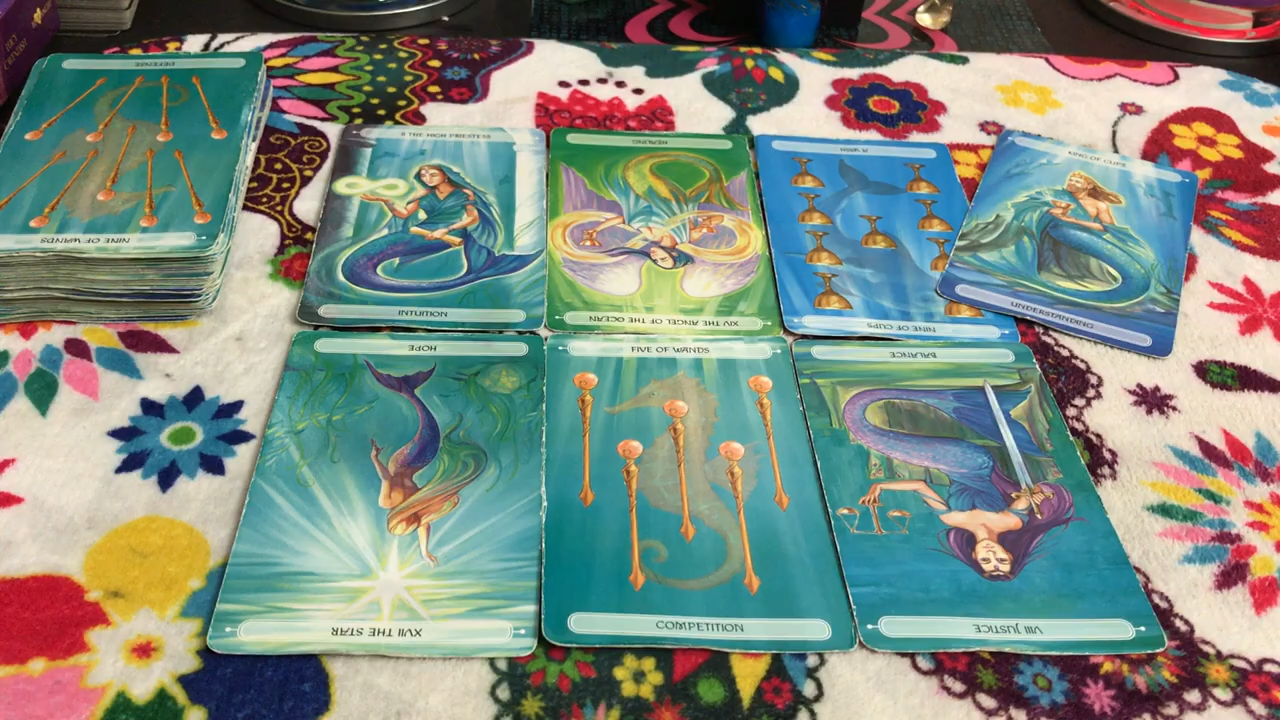 DEFENSE
NINE OF WANDS
II THE HIGH PRIESTESS
INTUITION
HEALING
XIV THE ANGEL OF THE OCEAN
A WISH
NINE OF CUPS
KING OF CUPS
UNDERSTANDING
HOPE
XVII THE STAR
FIVE OF WANDS
COMPETITION
BALANCE
VIII JUSTICE